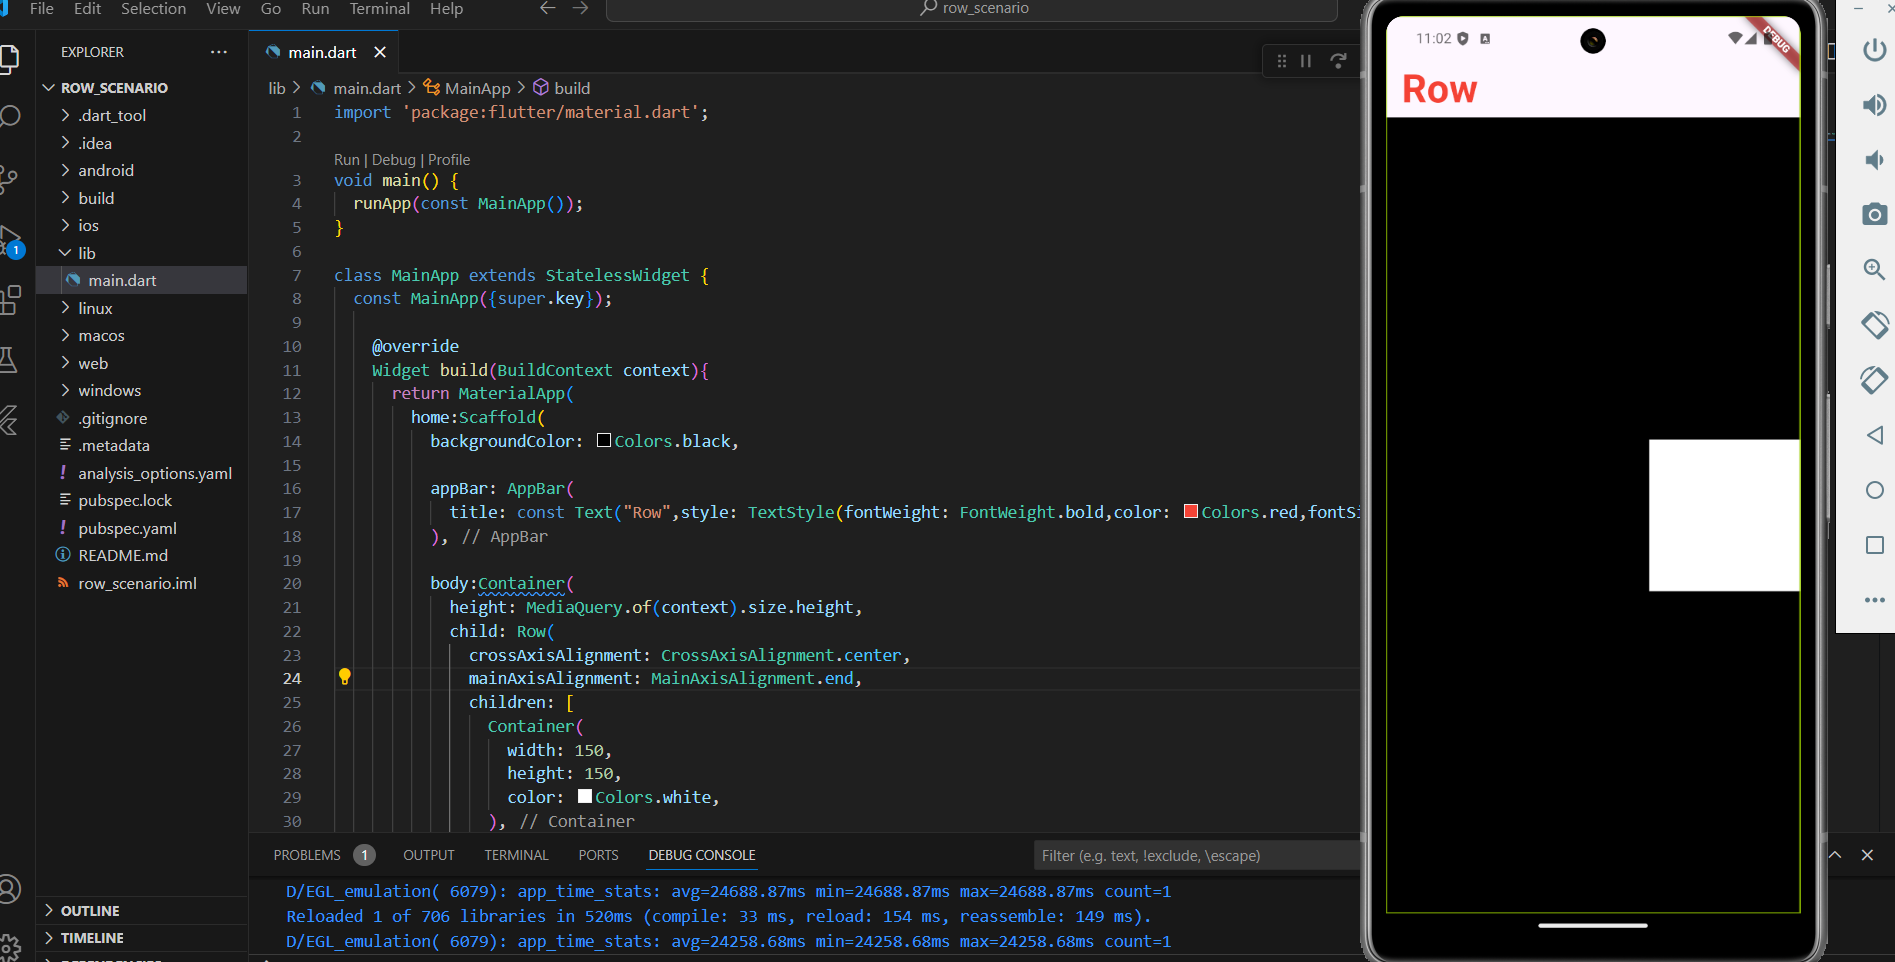 File Edit Selection View Go Run Terminal Help
row_scenario
EXPLORER
ROW_SCENARIO
.dart_tool
.idea
android
build
ios
lib
main.dart
linux
macos
web
windows
.gitignore
.metadata
analysis_options.yaml
pubspec.lock
pubspec.yaml
README.md
row_scenario.iml
OUTLINE
TIMELINE
1
main.dart
lib > main.dart > MainApp > build
1 import 'package:flutter/material.dart';
2
Run | Debug | Profile
3 void main() {
4 runApp(const MainApp());
5 }
6
7 class MainApp extends StatelessWidget {
8 const MainApp({super.key});
9
10 @override
11 Widget build(BuildContext context){
12 return MaterialApp(
13 home:Scaffold(
14 backgroundColor: Colors.black,
15
16 appBar: AppBar(
17 title: const Text("Row",style: TextStyle(fontWeight: FontWeight.bold,color: Colors.red,fontSi
18 ), // AppBar
19
20 body:Container(
21 height: MediaQuery.of(context).size.height,
22 child: Row(
23 crossAxisAlignment: CrossAxisAlignment.center,
24 mainAxisAlignment: MainAxisAlignment.end,
25 children: [
26 Container(
27 width: 150,
28 height: 150,
29 color: Colors.white,
30 ), // Container
PROBLEMS 1 OUTPUT TERMINAL PORTS DEBUG CONSOLE
Filter (e.g. text, !exclude, \escape)
D/EGL_emulation( 6079): app_time_stats: avg=24688.87ms min=24688.87ms max=24688.87ms count=1
Reloaded 1 of 706 libraries in 520ms (compile: 33 ms, reload: 154 ms, reassemble: 149 ms).
D/EGL_emulation( 6079): app_time_stats: avg=24258.68ms min=24258.68ms max=24258.68ms count=1
11:02
DEBUG
Row